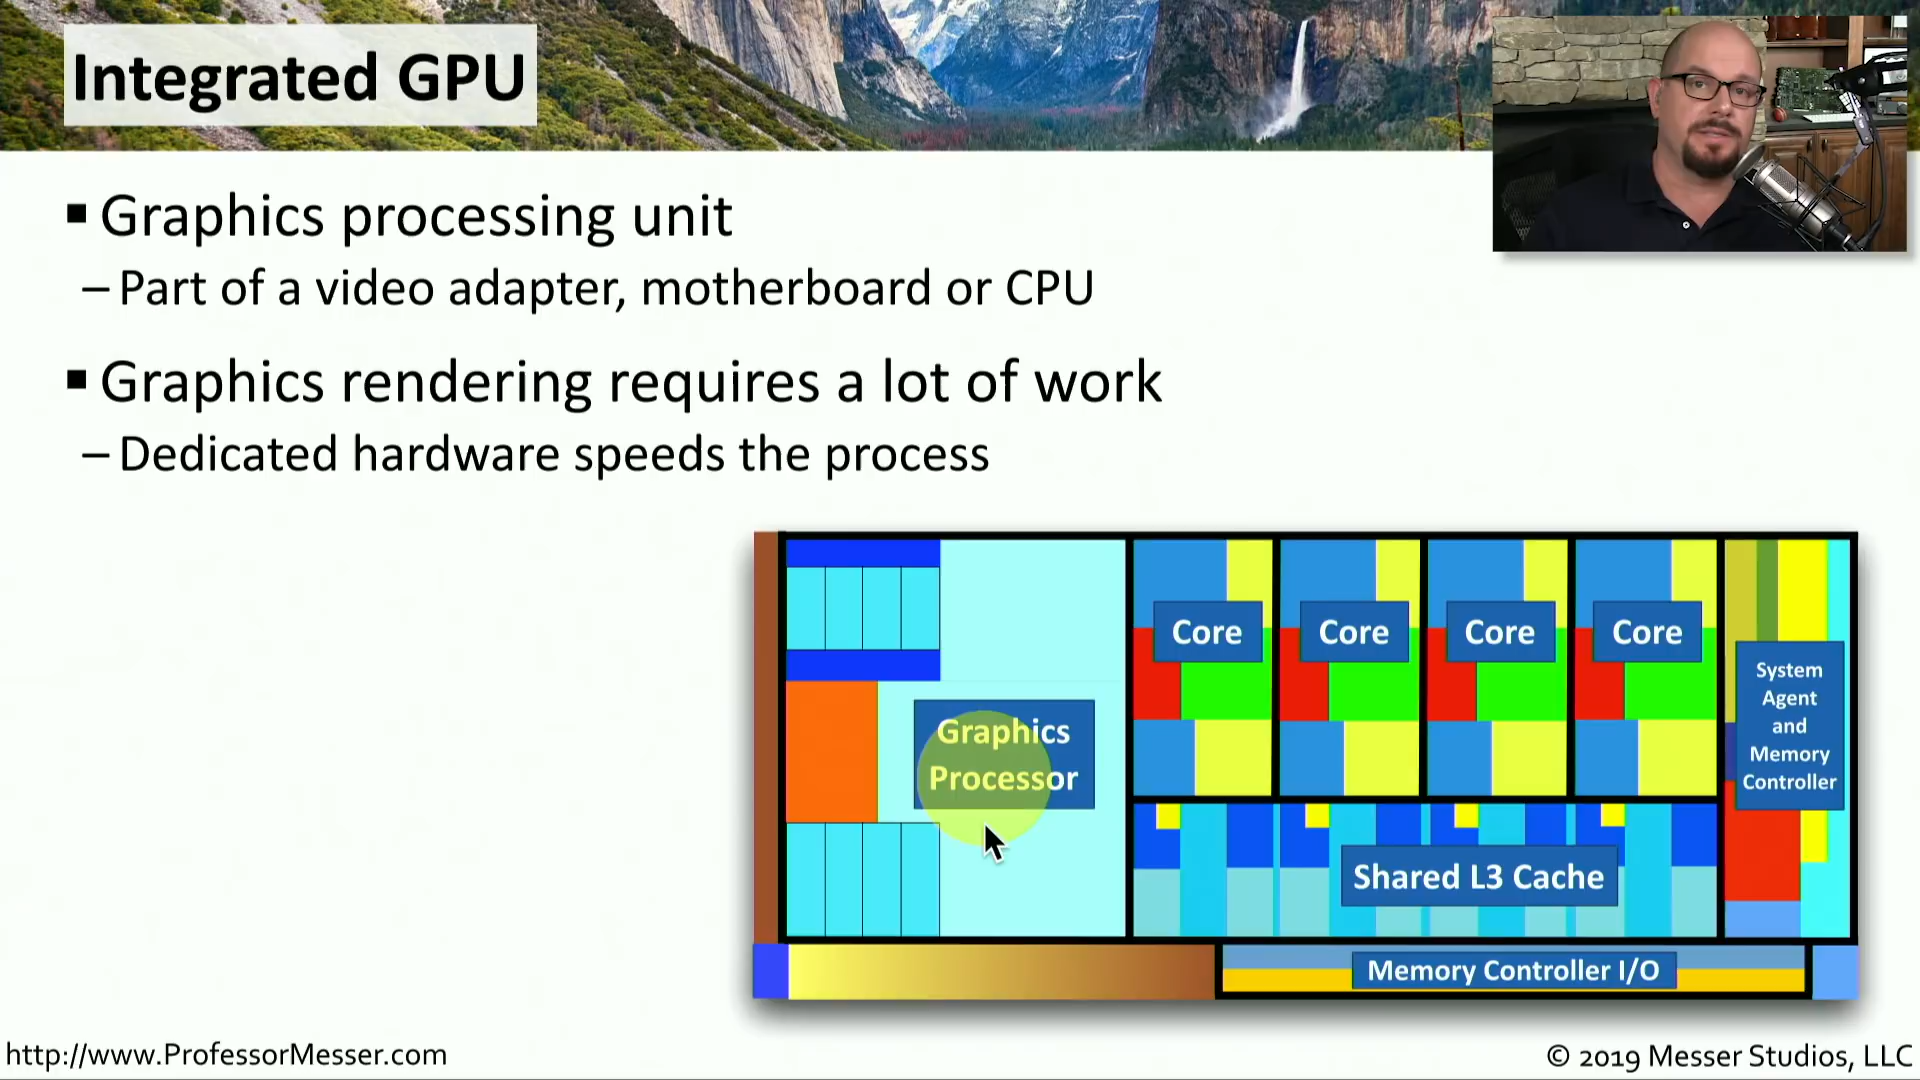 Integrated GPU
Graphics processing unit
– Part of a video adapter, motherboard or CPU
Graphics rendering requires a lot of work
– Dedicated hardware speeds the process
Graphics
Processor
Core
Core
Core
Core
System
Agent
and
Memory
Controller
Shared L3 Cache
Memory Controller I/O
http://www.ProfessorMesser.com
© 2019 Messer Studios, LLC